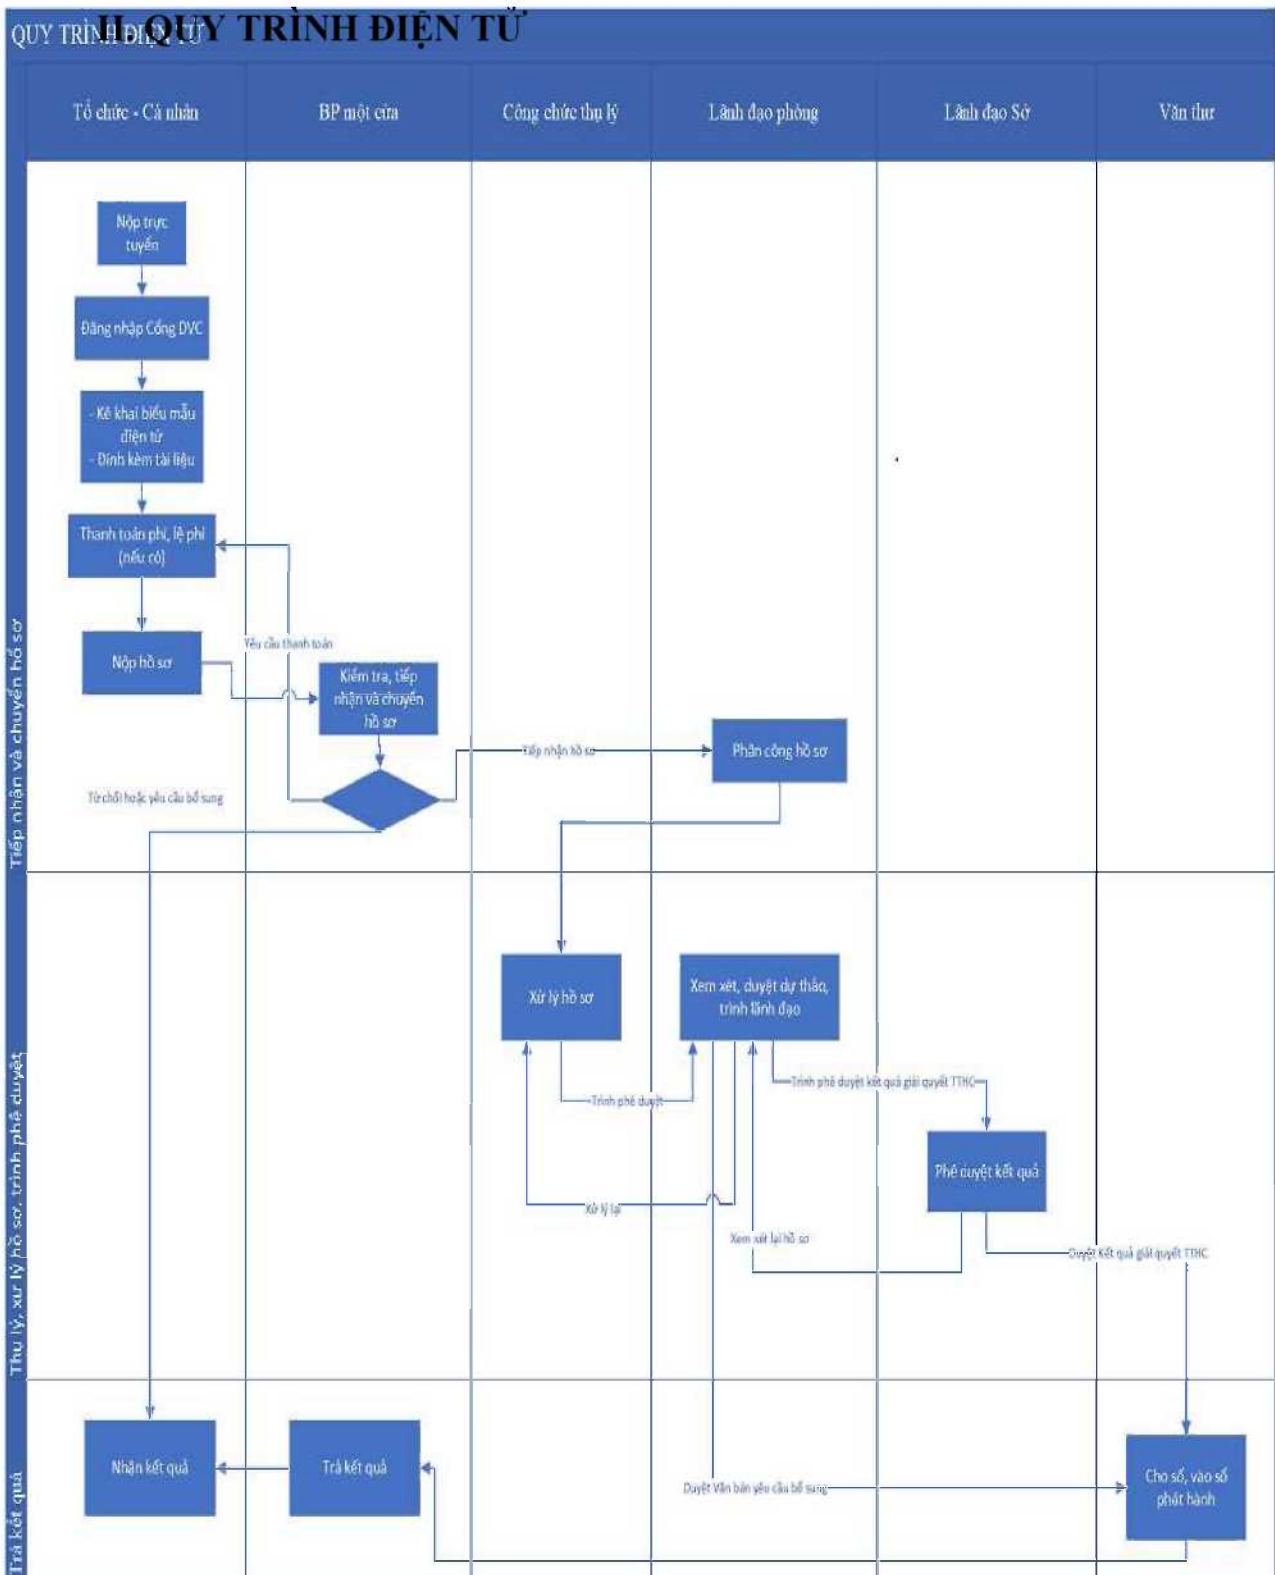 II. QUY TRÌNH ĐIỆN TỬ
QUY TRÌNH ĐIỆN TỬ
Tổ chức - Cá nhân
BP một cửa
Công chức thụ lý
Lãnh đạo phòng
Lãnh đạo Sở
Văn thư
Nộp trực
tuyến
Đăng nhập Cổng DVC
- Kê khai biểu mẫu
điện tử
- Đính kèm tài liệu
Thanh toán phí, lệ phí
(nếu có)
Nộp hồ sơ
Yêu cầu thanh toán
Kiểm tra, tiếp
nhận và chuyển
hồ sơ
Tiếp nhận hồ sơ
Phân công hồ sơ
Từ chối hoặc yêu cầu bổ sung
Tiếp nhận và chuyển hồ sơ
Xử lý hồ sơ
Xem xét, duyệt dự thảo,
trình lãnh đạo
Trình phê duyệt
Trình phê duyệt kết quả giải quyết TTHC
Phê duyệt kết quả
Xử lý lại
Xem xét lại hồ sơ
Duyệt Kết quả giải quyết TTHC
Thụ lý, xử lý hồ sơ, trình phê duyệt
Nhận kết quả
Trả kết quả
Duyệt Văn bản yêu cầu bổ sung
Cho số, vào sổ
phát hành
Trả kết quả